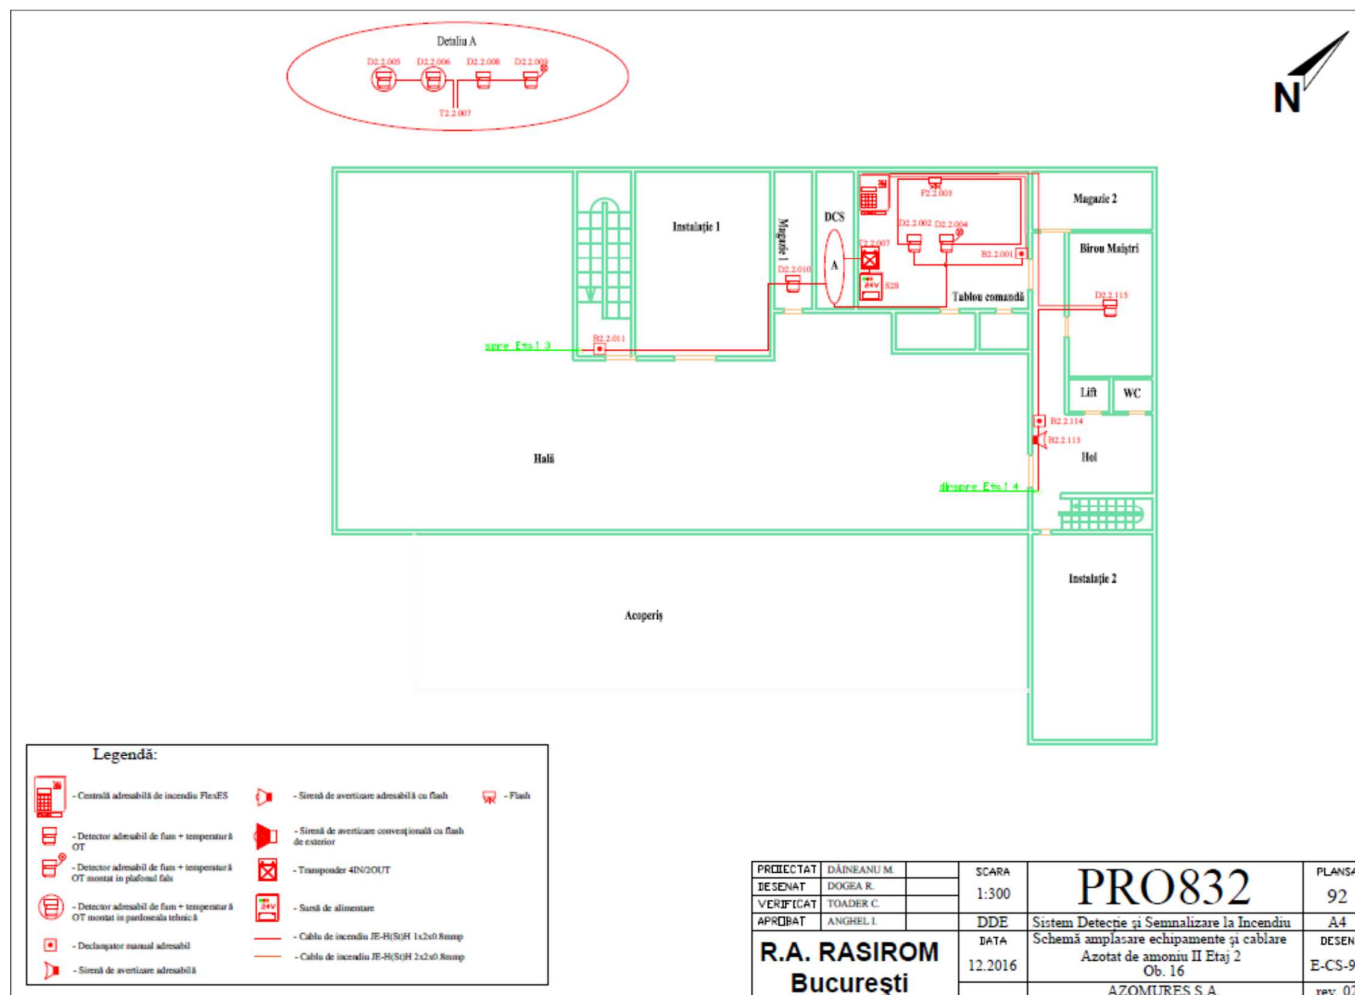 Detaliu A
D2.2.005 D2.2.006 D2.2.008 D2.2.009
T2.2.007
N
Magazie 2
F2.2.003
Instalație 1
Magazie 1
DCS
D2.2.002 D2.2.004
Birou Maiștri
B2.2.001
D2.2.010
A
24V
S28
Tablou comandă
D2.2.115
B2.2.011
spre Etaj 3
Lift
WC
B2.2.114
B2.2.113
Hală
Hol
dinspre Etaj 4
Instalație 2
Acoperiș
Legendă:
- Centrală adresabilă de incendiu FlexES
- Detector adresabil de fum + temperatură
OT
- Detector adresabil de fum + temperatură
OT montat in plafonul fals
- Detector adresabil de fum + temperatură
OT montat in pardoseala tehnică
- Declanșator manual adresabil
- Sirenă de avertizare adresabilă
- Sirenă de avertizare adresabilă cu flash
- Sirenă de avertizare convențională cu flash
de exterior
- Transponder 4IN/2OUT
24V
- Sursă de alimentare
- Cablu de incendiu JE-H(St)H 1x2x0.8mmp
- Cablu de incendiu JE-H(St)H 2x2x0.8mmp
- Flash
PROIECTAT DĂINEANU M.
DESENAT DOGEA R.
VERIFICAT TOADER C.
APROBAT ANGHEL I.
SCARA
1:300
PRO832
92
DDE
Sistem Detecție și Semnalizare la Incendiu
A4
R.A. RASIROM
București
DATA
12.2016
Schemă amplasare echipamente și cablare
Azotat de amoniu II Etaj 2
Ob. 16
AZOMUREȘ S.A.